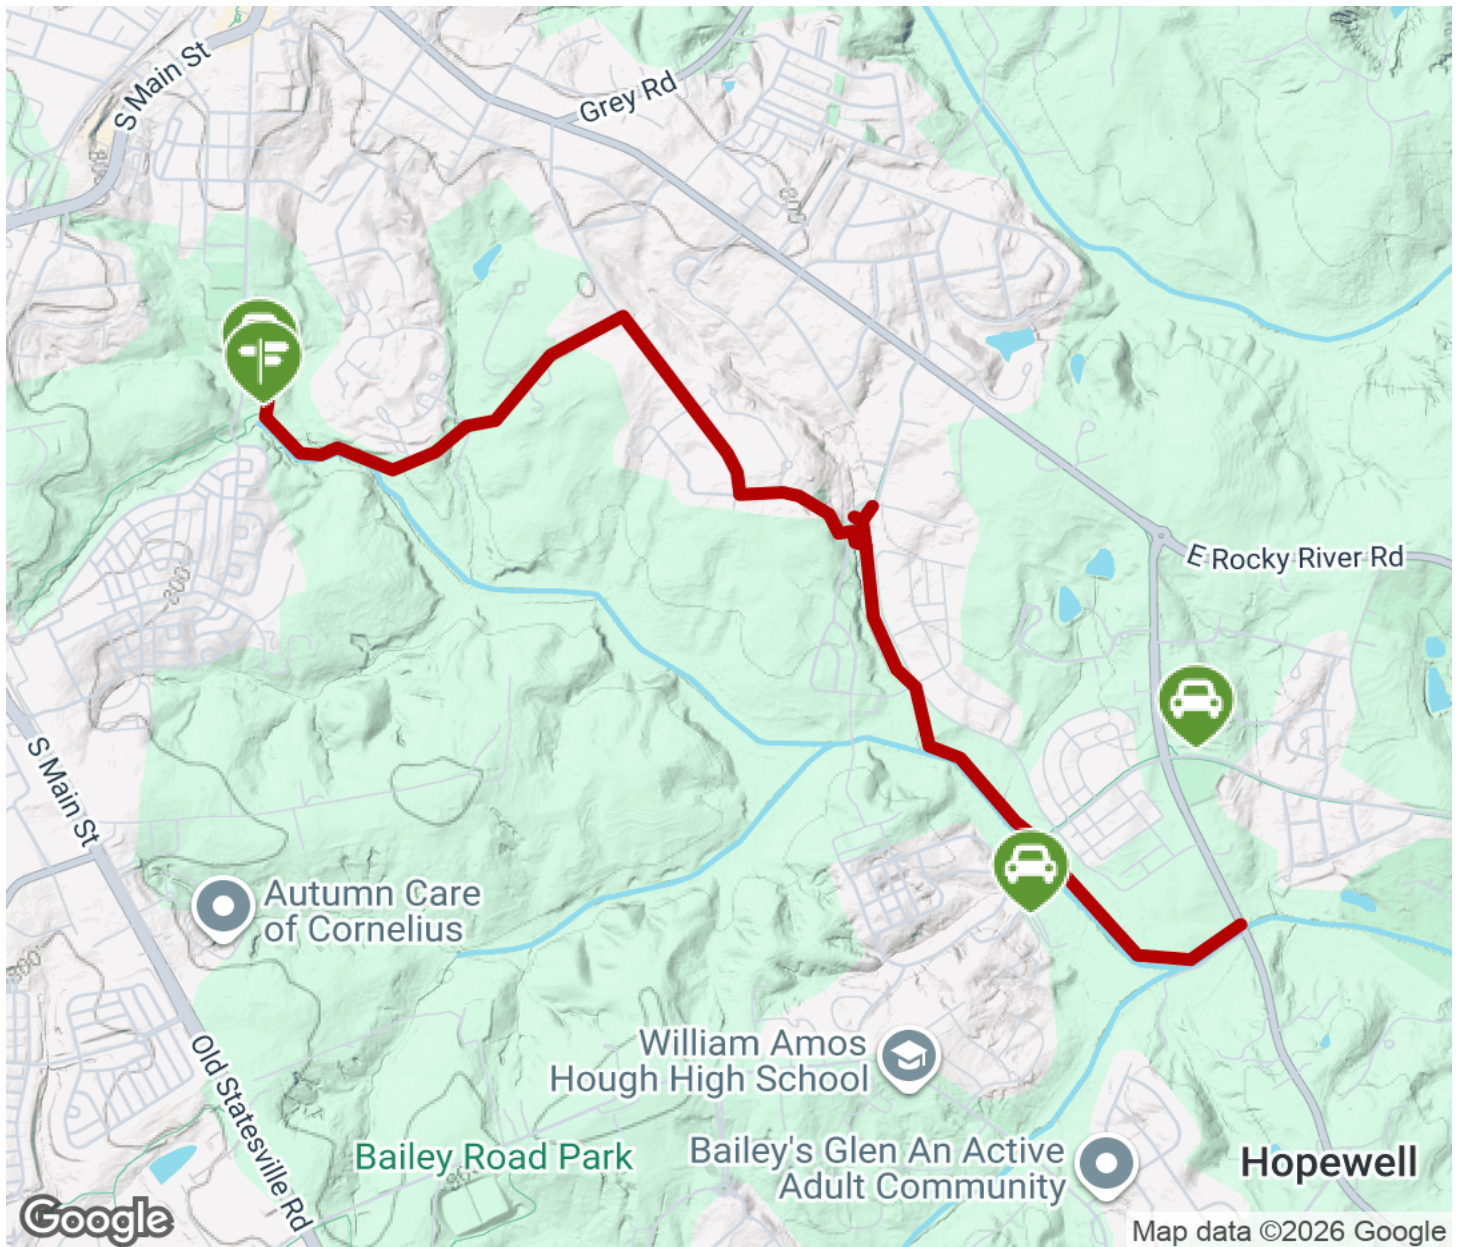 S Main St
Grey Rd
E Rocky River Rd
S Main St
Autumn Care
of Cornelius
Old Statesville Rd
William Amos
Hough High School
Bailey Road Park
Bailey's Glen An Active
Adult Community
Hopewell
Google
Map data ©2026 Google